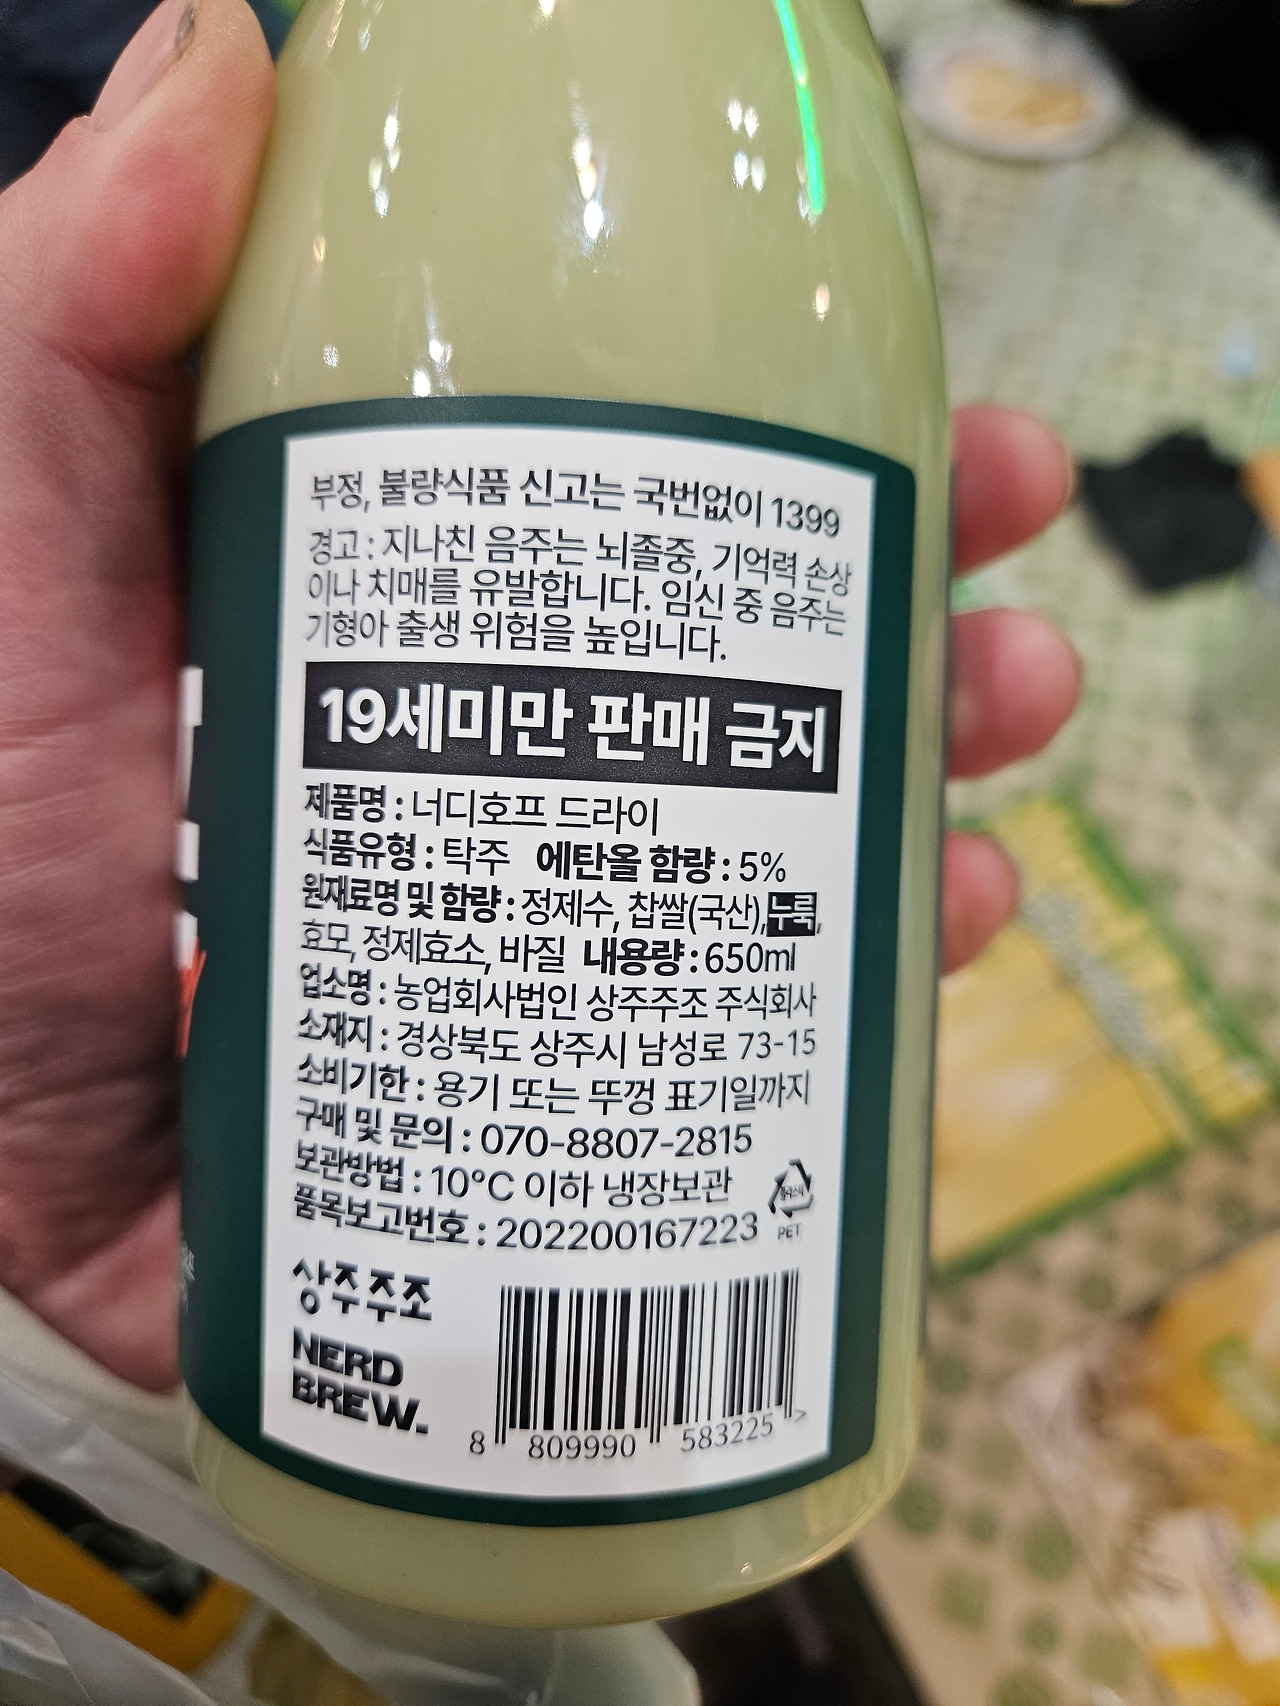 부정, 불량식품 신고는 국번없이 1399
경고 : 지나친 음주는 뇌졸중, 기억력 손상
이나 치매를 유발합니다. 임신 중 음주는
기형아 출생 위험을 높입니다.
19세미만 판매 금지
제품명 : 너디호프 드라이
식품유형 : 탁주 에탄올 함량 : 5%
원재료명 및 함량 : 정제수, 찹쌀(국산), 누룩,
효모, 정제효소, 바질 내용량 : 650ml
업소명 : 농업회사법인 상주주조 주식회사
소재지 : 경상북도 상주시 남성로 73-15
소비기한 : 용기 또는 뚜껑 표기일까지
구매 및 문의 : 070-8807-2815
보관방법 : 10°C 이하 냉장보관
품목보고번호 : 202200167223
플라스틱
PET
상주주조
NERD
BREW.
8 809990 583225 >